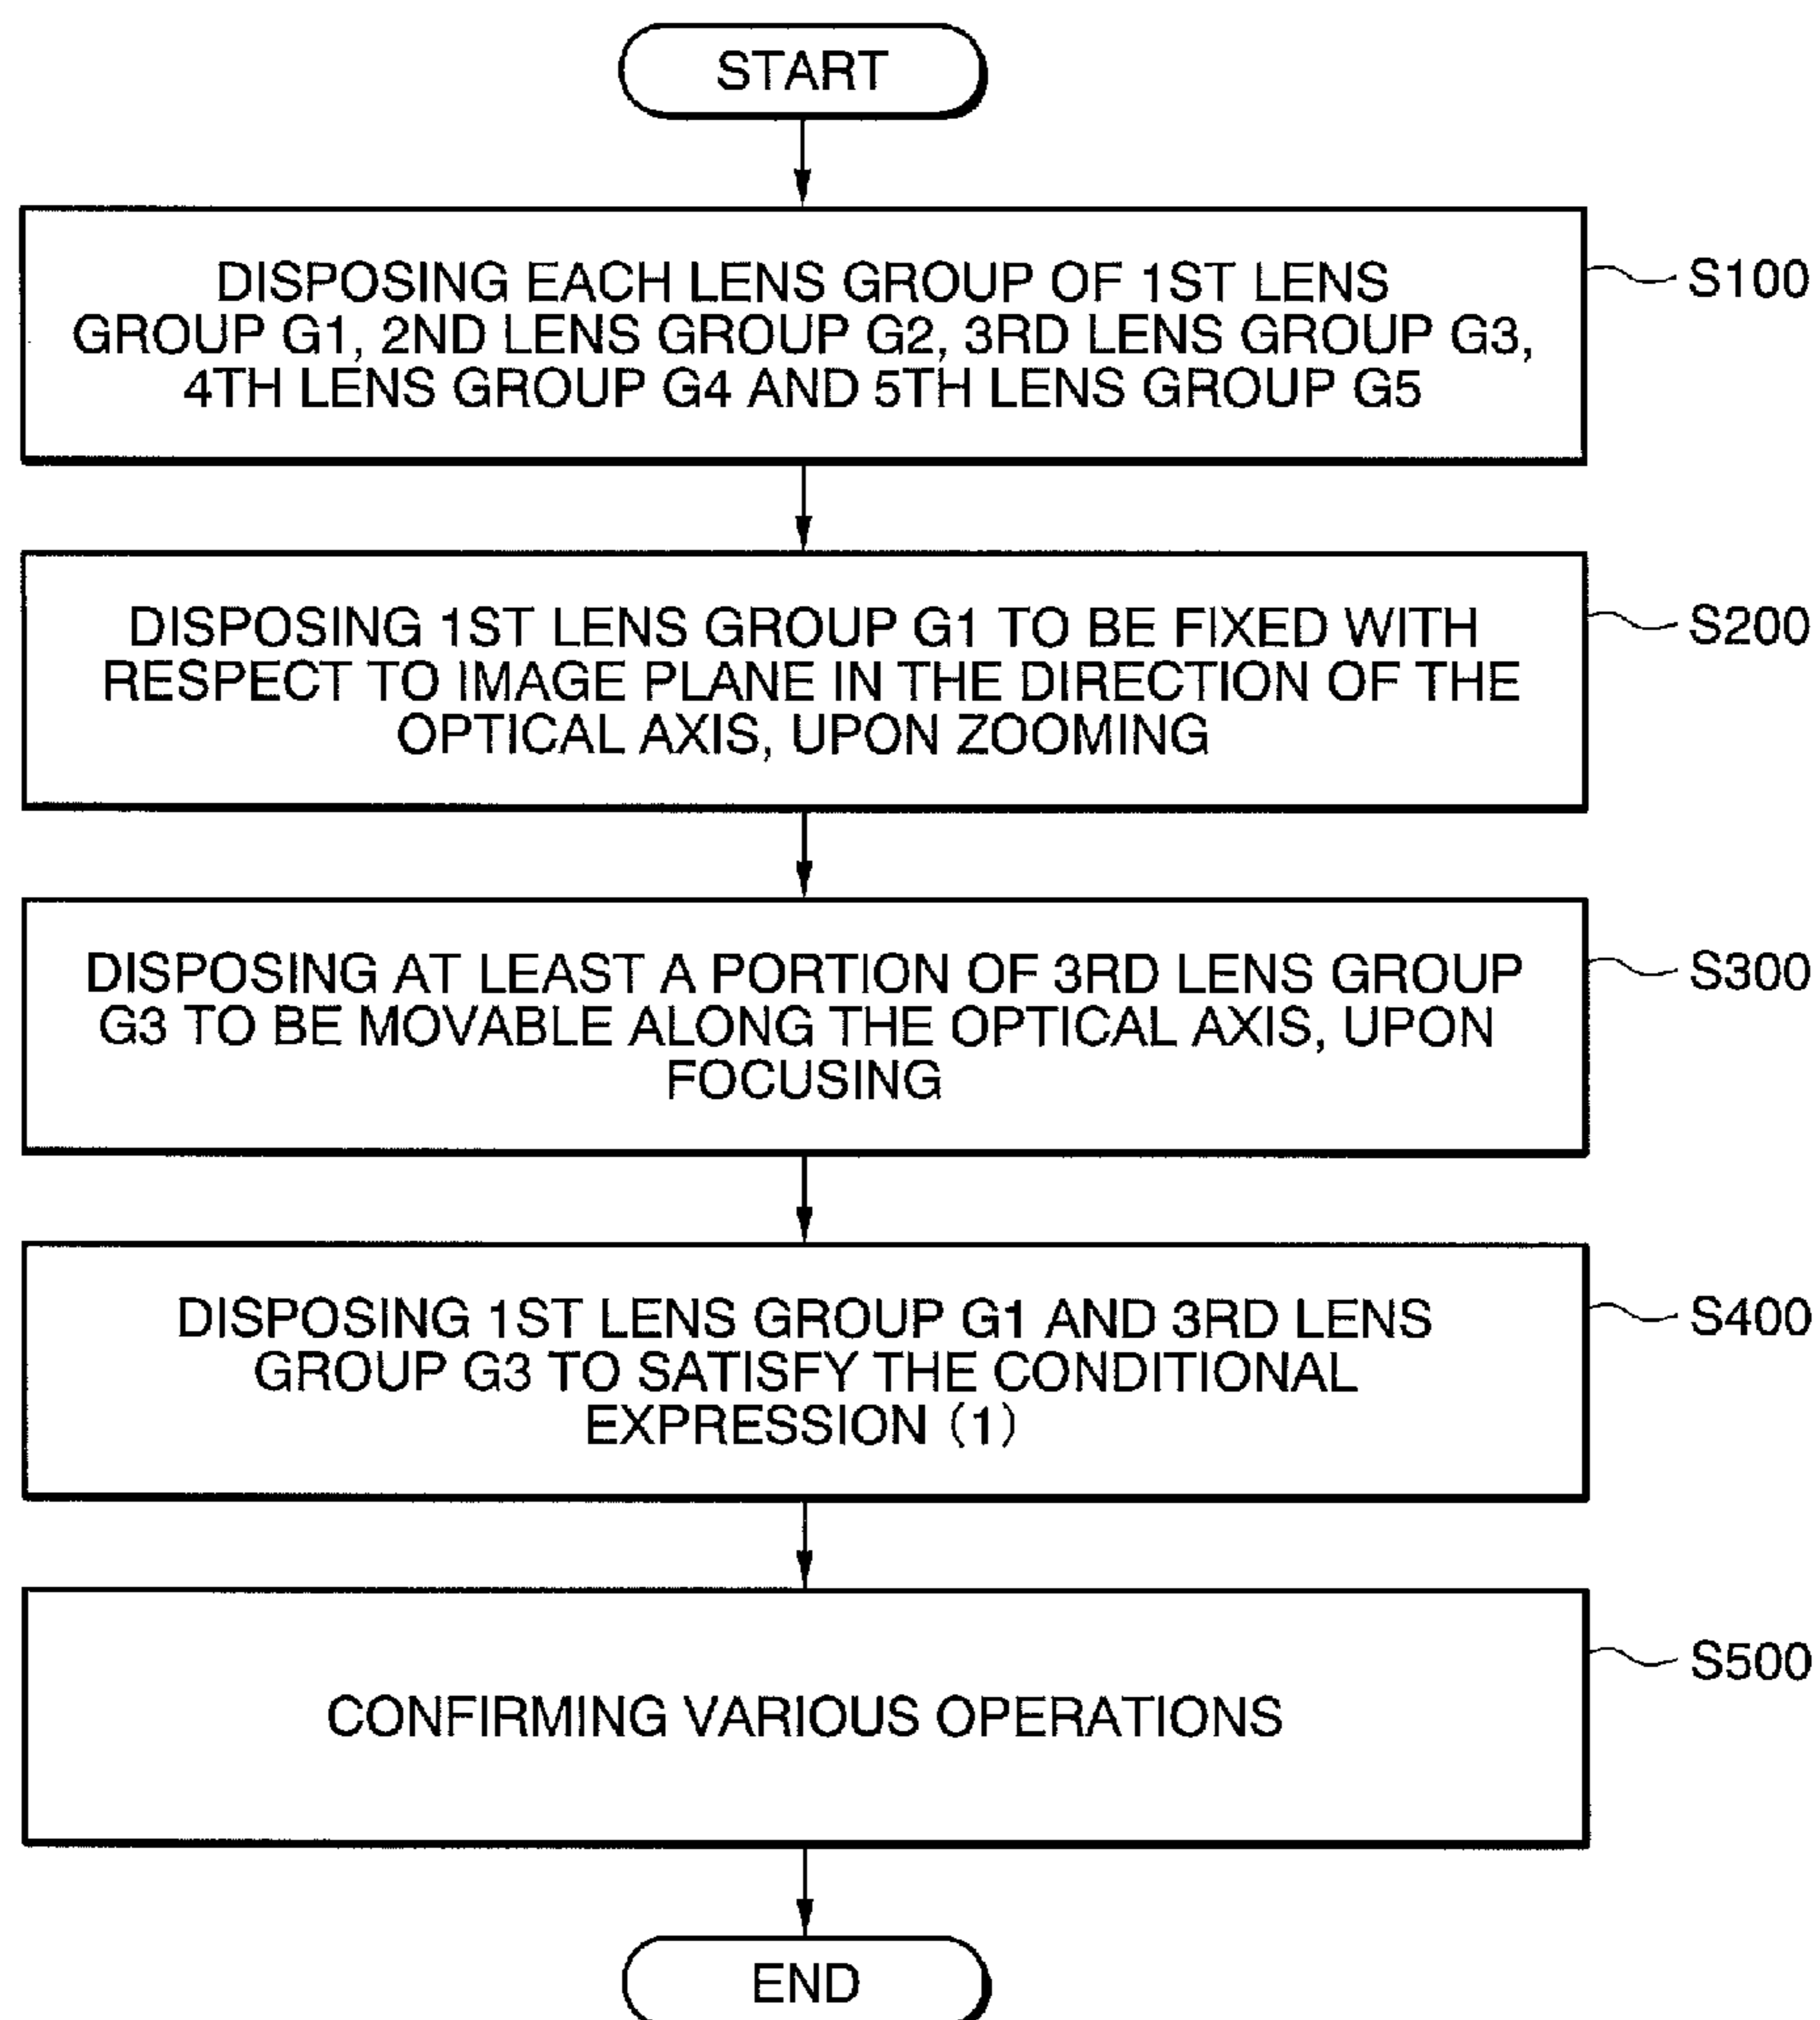 START
DISPOSING EACH LENS GROUP OF 1ST LENS
GROUP G1, 2ND LENS GROUP G2, 3RD LENS GROUP G3,
4TH LENS GROUP G4 AND 5TH LENS GROUP G5
S100
DISPOSING 1ST LENS GROUP G1 TO BE FIXED WITH
RESPECT TO IMAGE PLANE IN THE DIRECTION OF THE
OPTICAL AXIS, UPON ZOOMING
S200
DISPOSING AT LEAST A PORTION OF 3RD LENS GROUP
G3 TO BE MOVABLE ALONG THE OPTICAL AXIS, UPON
FOCUSING
S300
DISPOSING 1ST LENS GROUP G1 AND 3RD LENS
GROUP G3 TO SATISFY THE CONDITIONAL
EXPRESSION (1)
S400
CONFIRMING VARIOUS OPERATIONS
S500
END